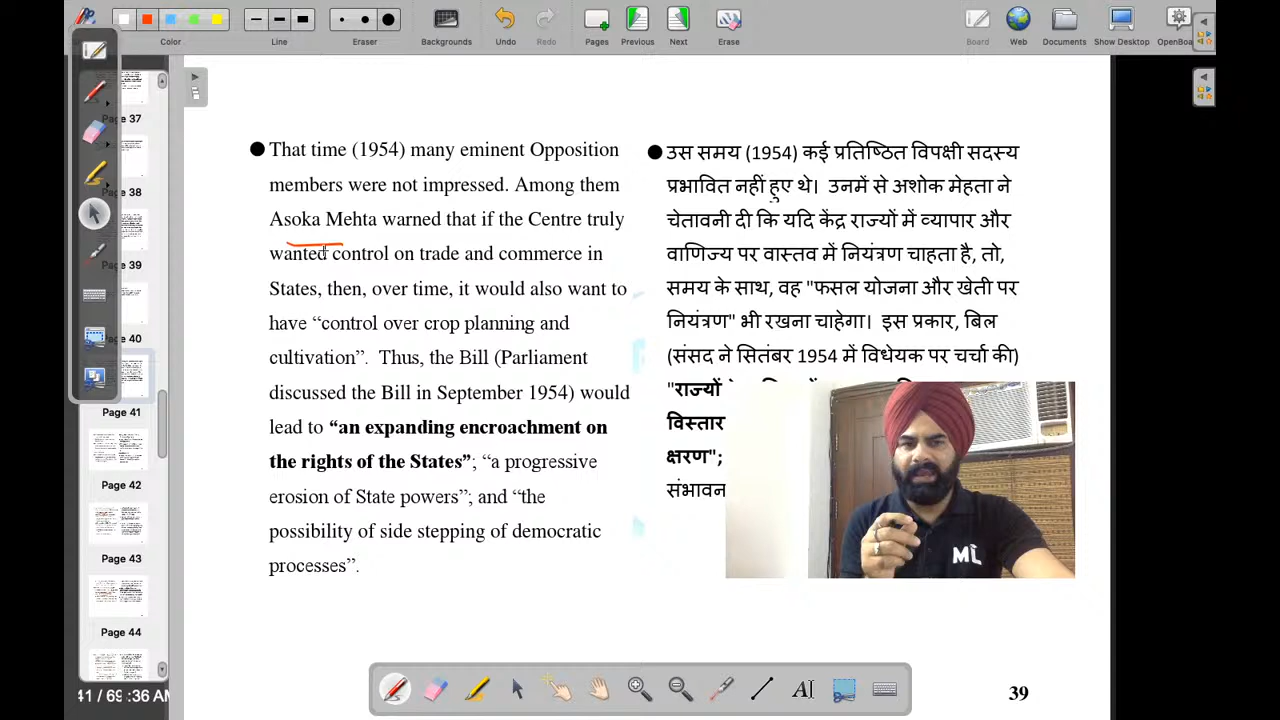 Color
Line
Eraser
Backgrounds
Undo
Redo
Pages
Previous
Next
Erase
Board
Web
Documents
Show Desktop
OpenBoa
Page 37
Page 38
Page 39
Page 40
Page 41
Page 42
Page 43
Page 44
41 / 69
:36 AM
● That time (1954) many eminent Opposition
members were not impressed. Among them
Asoka Mehta warned that if the Centre truly
wanted control on trade and commerce in
States, then, over time, it would also want to
have “control over crop planning and
cultivation”. Thus, the Bill (Parliament
discussed the Bill in September 1954) would
lead to “an expanding encroachment on
the rights of the States”; “a progressive
erosion of State powers”; and “the
possibility of side stepping of democratic
processes”.
● उस समय (1954) कई प्रतिष्ठित विपक्षी सदस्य
प्रभावित नहीं हुए थे। उनमें से अशोक मेहता ने
चेतावनी दी कि यदि केंद्र राज्यों में व्यापार और
वाणिज्य पर वास्तव में नियंत्रण चाहता है, तो,
समय के साथ, वह "फसल योजना और खेती पर
नियंत्रण" भी रखना चाहेगा। इस प्रकार, बिल
(संसद ने सितंबर 1954 में विधेयक पर चर्चा की)
"राज्यों
विस्तार
क्षरण";
संभावन
ML
39